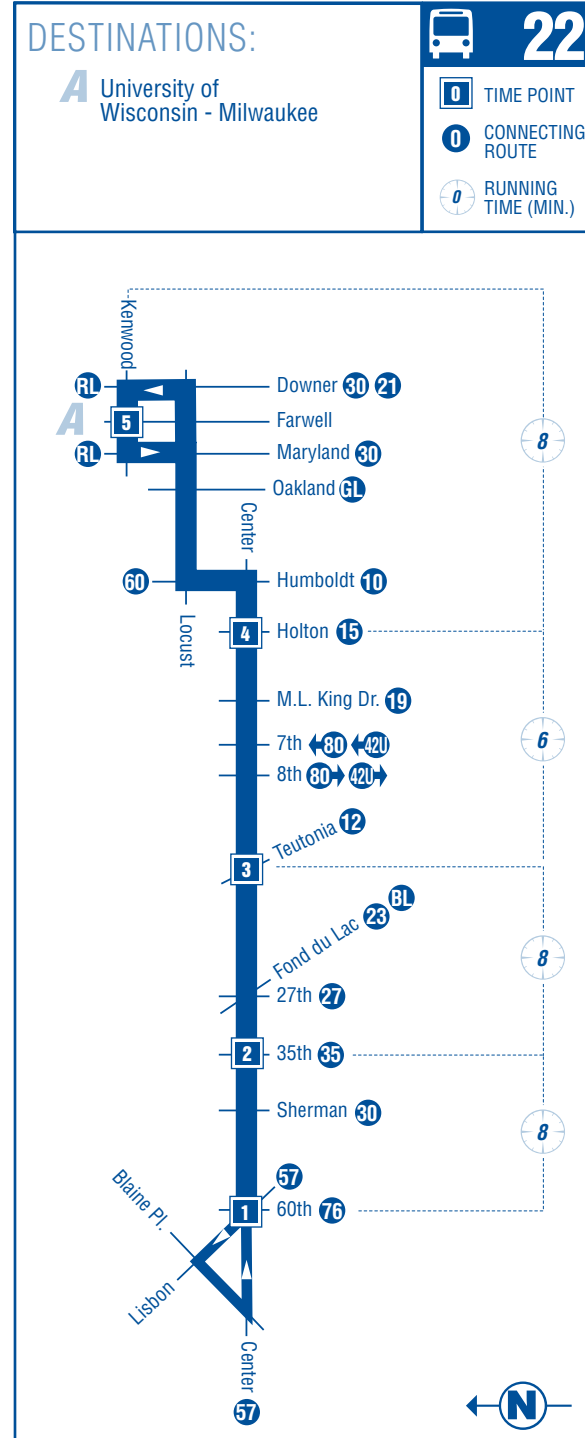 DESTINATIONS:
A University of
Wisconsin - Milwaukee
22
0 TIME POINT
0 CONNECTING
ROUTE
0 RUNNING
TIME (MIN.)
Kenwood
RL
Downer 30 21
A
5
Farwell
8
RL
Maryland 30
Oakland GL
Center
60
Humboldt 10
Locust
4
Holton 15
M.L. King Dr. 19
7th 80 42U
6
8th 80 42U
Teutonia 12
3
Fond du Lac 23 BL
8
27th 27
2
35th 35
Sherman 30
8
57
1
60th 76
Blaine Pl.
Lisbon
Center
57
N